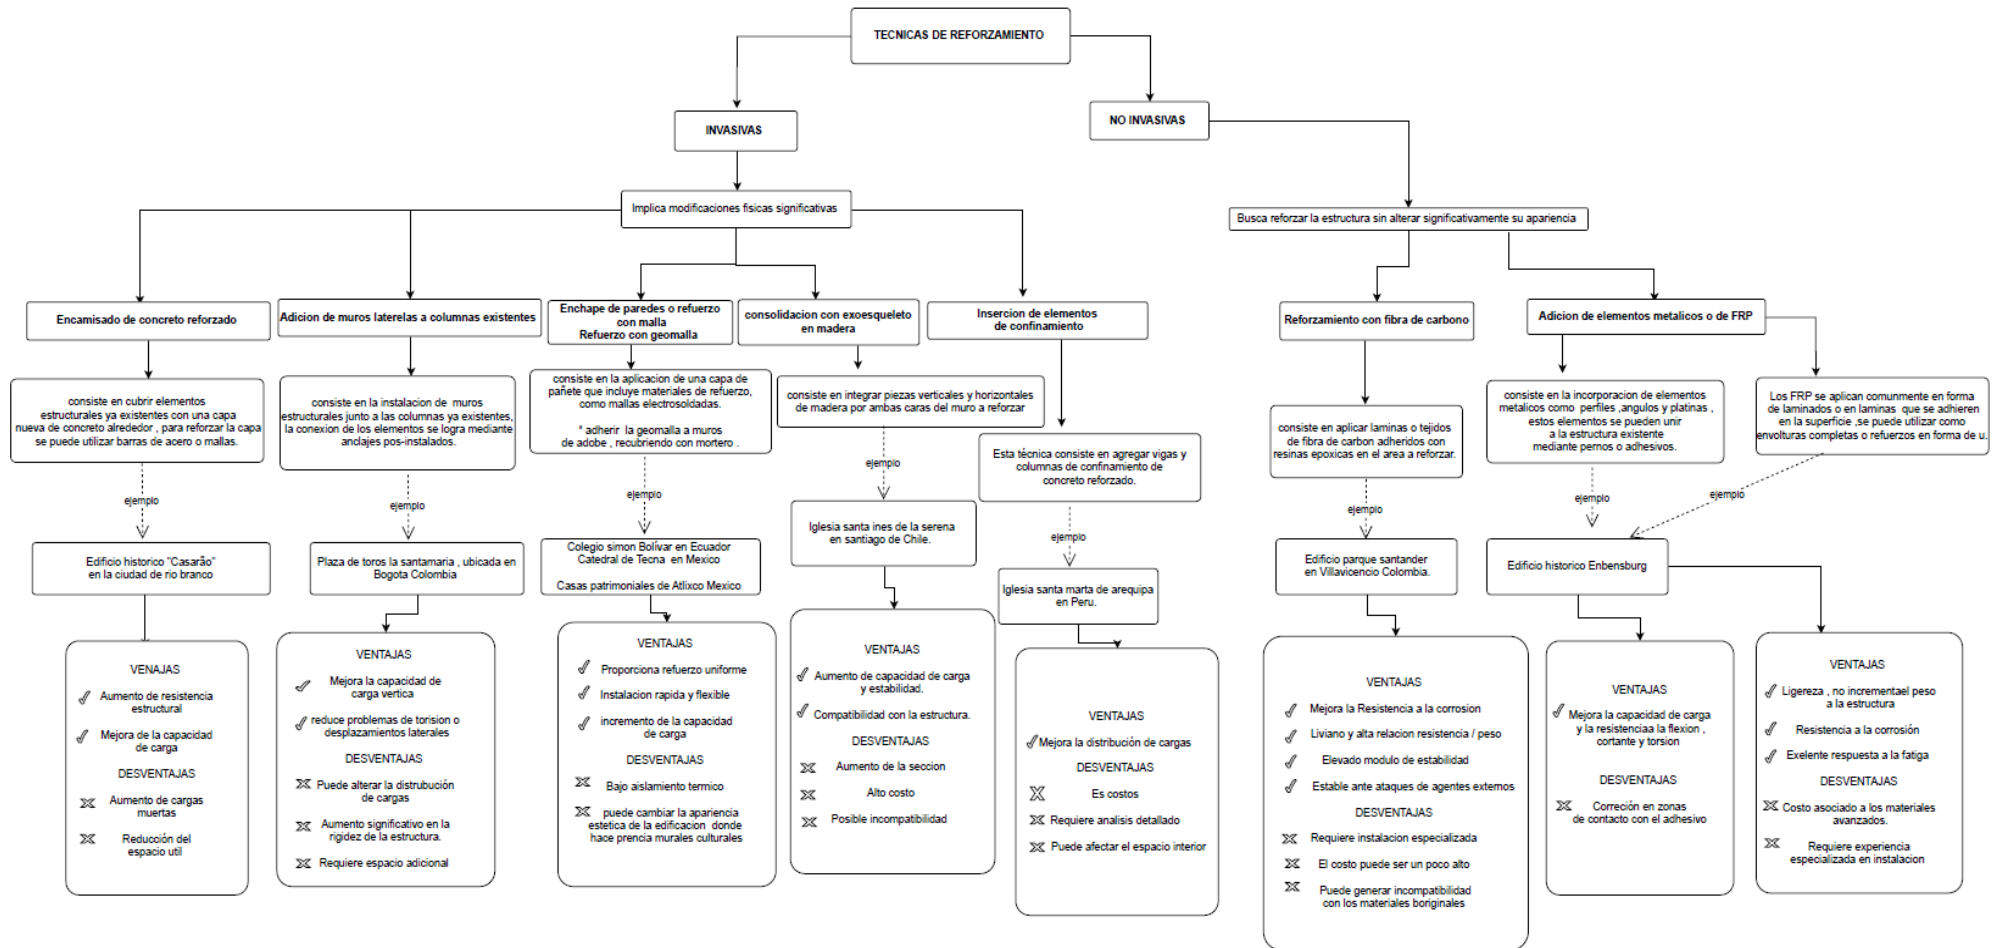 TECNICAS DE REFORZAMIENTO
INVASIVAS
NO INVASIVAS
Implica modificaciones fisicas significativas
Busca reforzar la estructura sin alterar significativamente su apariencia
Encamisado de concreto reforzado
Adicion de muros laterelas a columnas existentes
Enchape de paredes o refuerzo
con malla
Refuerzo con geomalla
consolidacion con exoesqueleto
en madera
Insercion de elementos
de confinamiento
Reforzamiento con fibra de carbono
Adicion de elementos metalicos o de FRP
consiste en cubrir elementos
estructurales ya existentes con una capa
nueva de concreto alrededor , para reforzar la capa
se puede utilizar barras de acero o mallas.
consiste en la instalacion de muros
estructurales junto a las columnas ya existentes,
la conexion de los elementos se logra mediante
anclajes pos-instalados.
consiste en la aplicacion de una capa de
pañete que incluye materiales de refuerzo,
como mallas electrosoldadas.
* adherir la geomalla a muros
de adobe , recubriendo con mortero .
consiste en integrar piezas verticales y horizontales
de madera por ambas caras del muro a reforzar
Esta técnica consiste en agregar vigas y
columnas de confinamiento de
concreto reforzado.
consiste en aplicar laminas o tejidos
de fibra de carbon adheridos con
resinas epoxicas en el area a reforzar.
consiste en la incorporacion de elementos
metalicos como perfiles ,angulos y platinas ,
estos elementos se pueden unir
a la estructura existente
mediante pernos o adhesivos.
Los FRP se aplican comunmente en forma
de laminados o en laminas que se adhieren
en la superficie ,se puede utilizar como
envolturas completas o refuerzos en forma de u.
ejemplo
ejemplo
ejemplo
ejemplo
ejemplo
ejemplo
ejemplo
ejemplo
Edificio historico "Casarão"
en la ciudad de rio branco
Plaza de toros la santamaria , ubicada en
Bogota Colombia
Colegio simon Bolívar en Ecuador
Catedral de Tecna en Mexico
Casas patrimoniales de Atlixco Mexico
Iglesia santa ines de la serena
en santiago de Chile.
Iglesia santa marta de arequipa
en Peru.
Edificio parque santander
en Villavicencio Colombia.
Edificio historico Enbensburg
VENAJAS
Aumento de resistencia
estructural
Mejora de la capacidad
de carga
DESVENTAJAS
Aumento de cargas
muertas
Reducción del
espacio util
VENTAJAS
Mejora la capacidad de
carga vertica
reduce problemas de torision o
desplazamientos laterales
DESVENTAJAS
Puede alterar la distrubución
de cargas
Aumento significativo en la
rigidez de la estructura.
Requiere espacio adicional
VENTAJAS
Proporciona refuerzo uniforme
Instalacion rapida y flexible
incremento de la capacidad
de carga
DESVENTAJAS
Bajo aislamiento termico
puede cambiar la apariencia
estetica de la edificacion donde
hace prencia murales culturales
VENTAJAS
Aumento de capacidad de carga
y estabilidad.
Compatibilidad con la estructura.
DESVENTAJAS
Aumento de la seccion
Alto costo
Posible incompatibilidad
VENTAJAS
Mejora la distribución de cargas
DESVENTAJAS
Es costos
Requiere analisis detallado
Puede afectar el espacio interior
VENTAJAS
Mejora la Resistencia a la corrosion
Liviano y alta relacion resistencia / peso
Elevado modulo de estabilidad
Estable ante ataques de agentes externos
DESVENTAJAS
Requiere instalacion especializada
El costo puede ser un poco alto
Puede generar incompatibilidad
con los materiales boriginales
VENTAJAS
Mejora la capacidad de carga
y la resistenciaa la flexion ,
cortante y torsion
DESVENTAJAS
Correción en zonas
de contacto con el adhesivo
VENTAJAS
Ligereza , no incrementael peso
a la estructura
Resistencia a la corrosión
Exelente respuesta a la fatiga
DESVENTAJAS
Costo asociado a los materiales
avanzados.
Requiere experiencia
especializada en instalacion